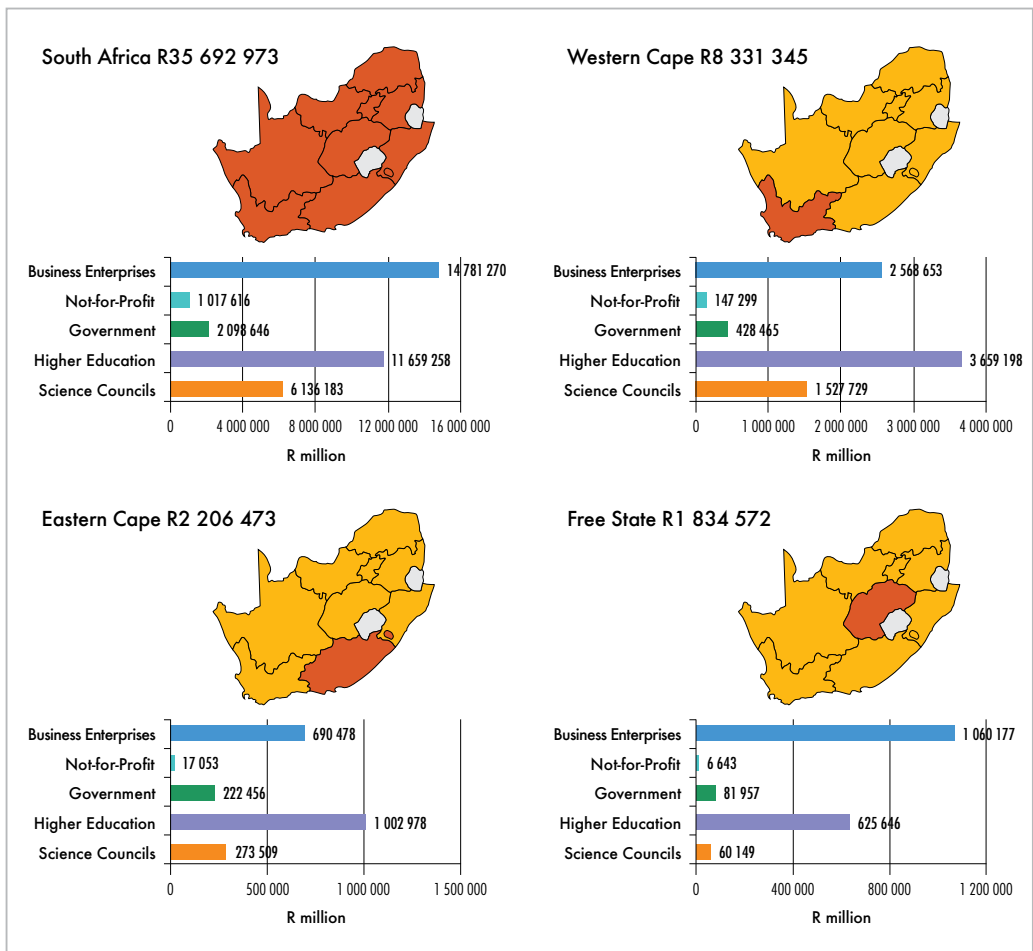 South Africa R35 692 973
Business Enterprises 14 781 270
Not-for-Profit 1 017 616
Government 2 098 646
Higher Education 11 659 258
Science Councils 6 136 183
0 4 000 000 8 000 000 12 000 000 16 000 000
R million
Western Cape R8 331 345
Business Enterprises 2 568 653
Not-for-Profit 147 299
Government 428 465
Higher Education 3 659 198
Science Councils 1 527 729
0 1 000 000 2 000 000 3 000 000 4 000 000
R million
Eastern Cape R2 206 473
Business Enterprises 690 478
Not-for-Profit 17 053
Government 222 456
Higher Education 1 002 978
Science Councils 273 509
0 500 000 1 000 000 1 500 000
R million
Free State R1 834 572
Business Enterprises 1 060 177
Not-for-Profit 6 643
Government 81 957
Higher Education 625 646
Science Councils 60 149
0 400 000 800 000 1 200 000
R million